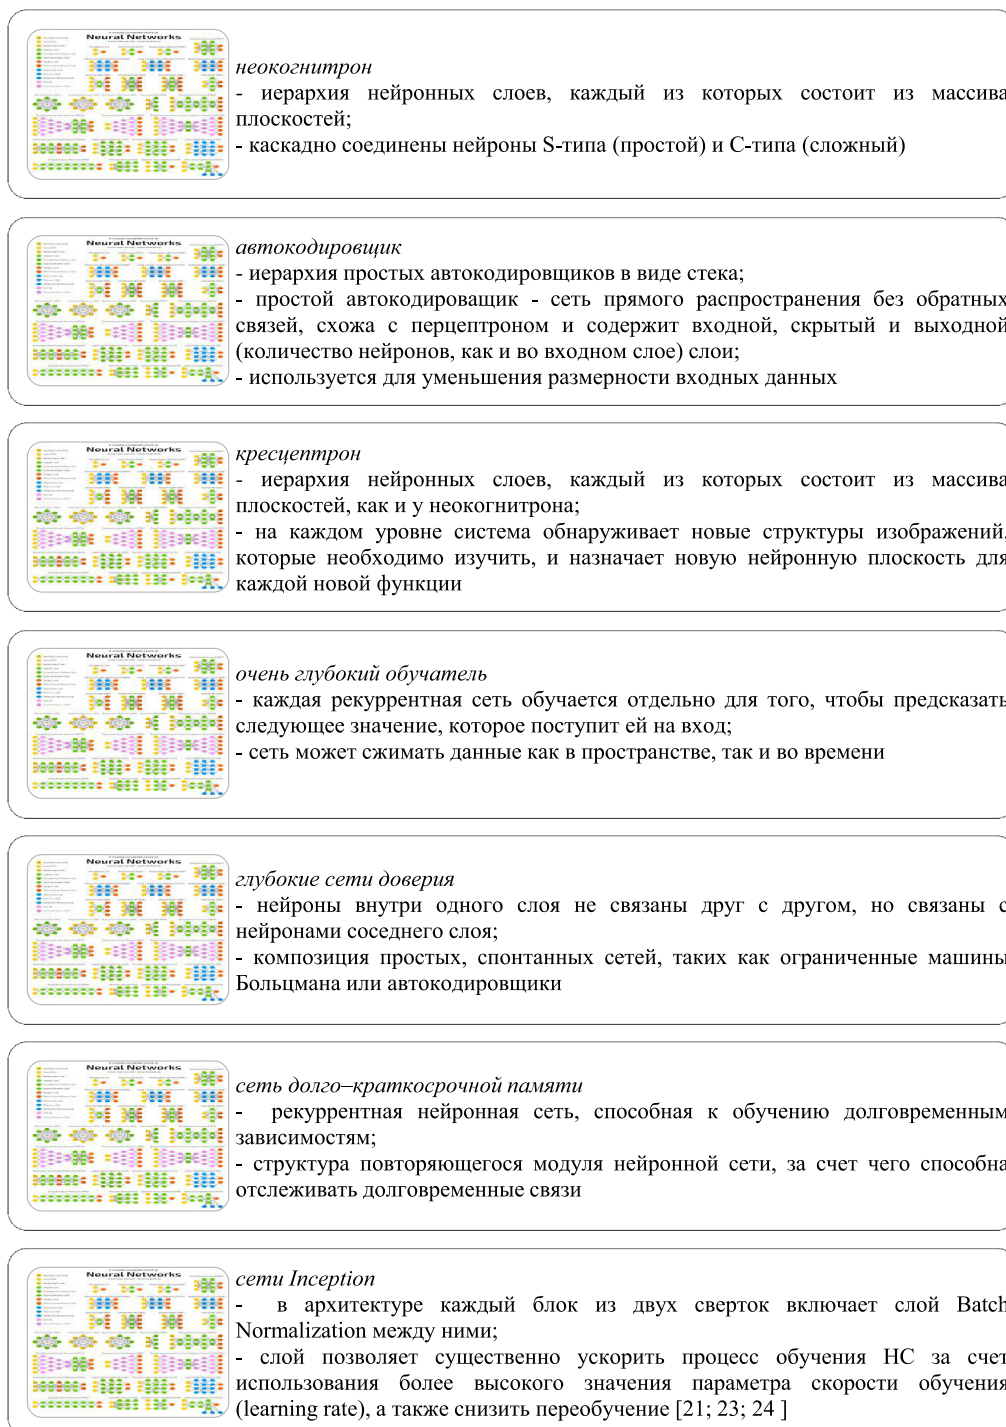 Neural Networks
неокогнитрон
- иерархия нейронных слоев, каждый из которых состоит из массива
плоскостей;
- каскадно соединены нейроны S-типа (простой) и C-типа (сложный)
Neural Networks
автокодировщик
- иерархия простых автокодировщиков в виде стека;
- простой автокодироващик - сеть прямого распространения без обратных
связей, схожа с перцептроном и содержит входной, скрытый и выходной
(количество нейронов, как и во входном слое) слои;
- используется для уменьшения размерности входных данных
Neural Networks
кресцептрон
- иерархия нейронных слоев, каждый из которых состоит из массива
плоскостей, как и у неокогнитрона;
- на каждом уровне система обнаруживает новые структуры изображений,
которые необходимо изучить, и назначает новую нейронную плоскость для
каждой новой функции
Neural Networks
очень глубокий обучатель
- каждая рекуррентная сеть обучается отдельно для того, чтобы предсказать
следующее значение, которое поступит ей на вход;
- сеть может сжимать данные как в пространстве, так и во времени
Neural Networks
глубокие сети доверия
- нейроны внутри одного слоя не связаны друг с другом, но связаны с
нейронами соседнего слоя;
- композиция простых, спонтанных сетей, таких как ограниченные машины
Больцмана или автокодировщики
Neural Networks
сеть долго–краткосрочной памяти
- рекуррентная нейронная сеть, способная к обучению долговременным
зависимостям;
- структура повторяющегося модуля нейронной сети, за счет чего способна
отслеживать долговременные связи
Neural Networks
сети Inception
- в архитектуре каждый блок из двух сверток включает слой Batch
Normalization между ними;
- слой позволяет существенно ускорить процесс обучения НС за счет
использования более высокого значения параметра скорости обучения
(learning rate), а также снизить переобучение [21; 23; 24 ]